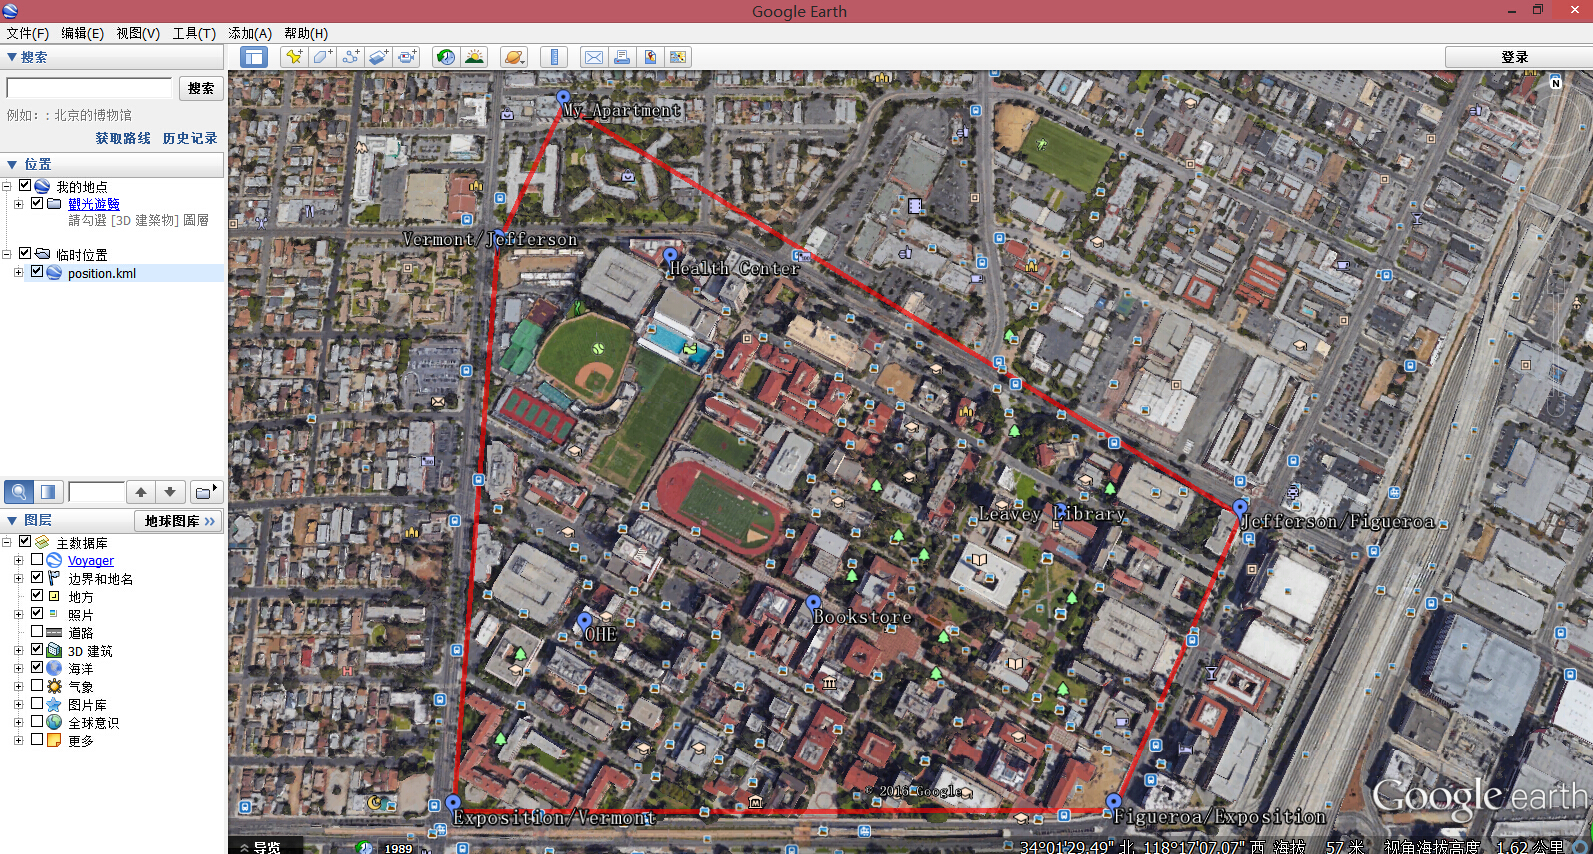 Google Earth
文件(F) 编辑(E) 视图(V) 工具(T) 添加(A) 帮助(H)
搜索
登录
搜索
例如: : 北京的博物馆
获取路线 历史记录
位置
我的地点
觀光遊覽
請勾選 [3D 建築物] 圖層
临时位置
position.kml
图层
地球图库 »
主数据库
Voyager
边界和地名
地方
照片
道路
3D 建筑
海洋
气象
图片库
全球意识
更多
N
My Apartment
Vermont/Jefferson
Health Center
Leavey Library
Jefferson/Figueroa
Bookstore
OHE
© 2016 Google
Exposition/Vermont
Figueroa/Exposition
Google earth
导览
1989
34°01'29.49" 北 118°17'07.07" 西 海拔 57 米 视角海拔高度 1.62 公里